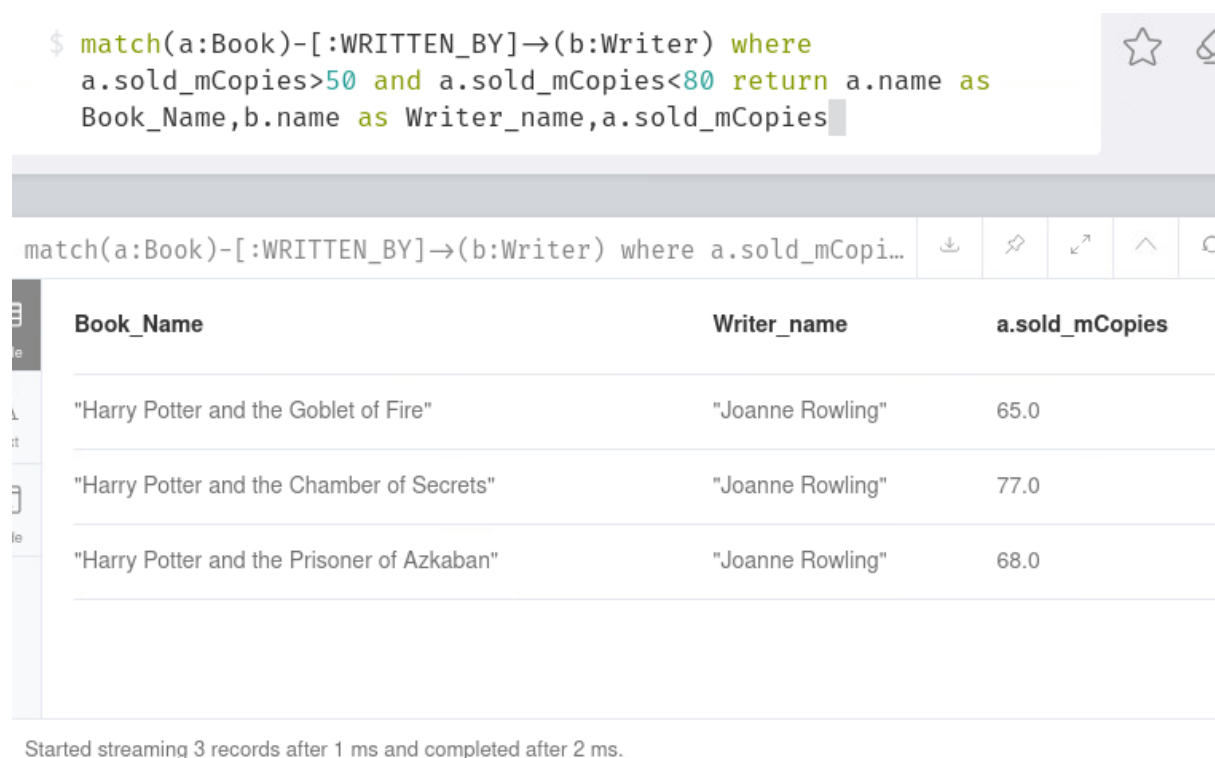 $ match(a:Book)-[:WRITTEN_BY]→(b:Writer) where
a.sold_mCopies>50 and a.sold_mCopies<80 return a.name as
Book_Name,b.name as Writer_name,a.sold_mCopies
match(a:Book)-[:WRITTEN_BY]→(b:Writer) where a.sold_mCopi…
Book_Name Writer_name a.sold_mCopies
"Harry Potter and the Goblet of Fire" "Joanne Rowling" 65.0
"Harry Potter and the Chamber of Secrets" "Joanne Rowling" 77.0
"Harry Potter and the Prisoner of Azkaban" "Joanne Rowling" 68.0
Started streaming 3 records after 1 ms and completed after 2 ms.